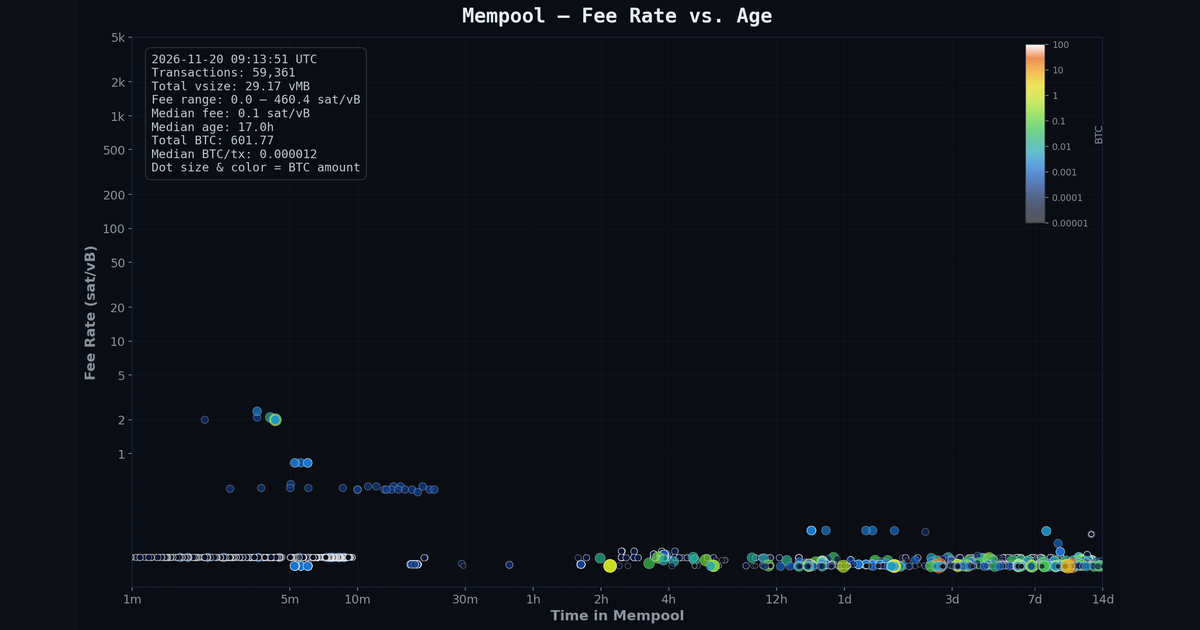 Mempool — Fee Rate vs. Age
5k
2k
1k
500
200
100
50
20
10
5
2
1
Fee Rate (sat/vB)
2026-11-20 09:13:51 UTC
Transactions: 59,361
Total vsize: 29.17 vMB
Fee range: 0.0 – 460.4 sat/vB
Median fee: 0.1 sat/vB
Median age: 17.0h
Total BTC: 601.77
Median BTC/tx: 0.000012
Dot size & color = BTC amount
100
10
1
0.1
0.01
0.001
0.0001
0.00001
BTC
1m 5m 10m 30m 1h 2h 4h 12h 1d 3d 7d 14d
Time in Mempool